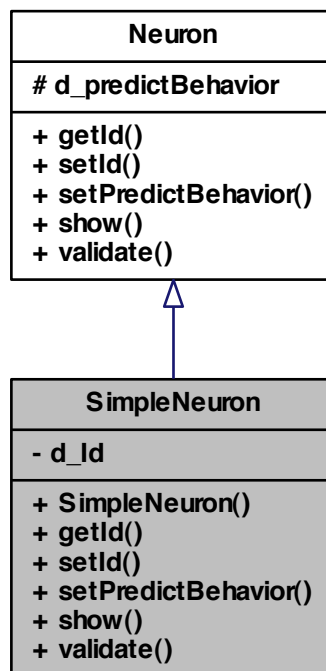 Neuron
# d_predictBehavior
+ getId()
+ setId()
+ setPredictBehavior()
+ show()
+ validate()
SimpleNeuron
- d_Id
+ SimpleNeuron()
+ getId()
+ setId()
+ setPredictBehavior()
+ show()
+ validate()